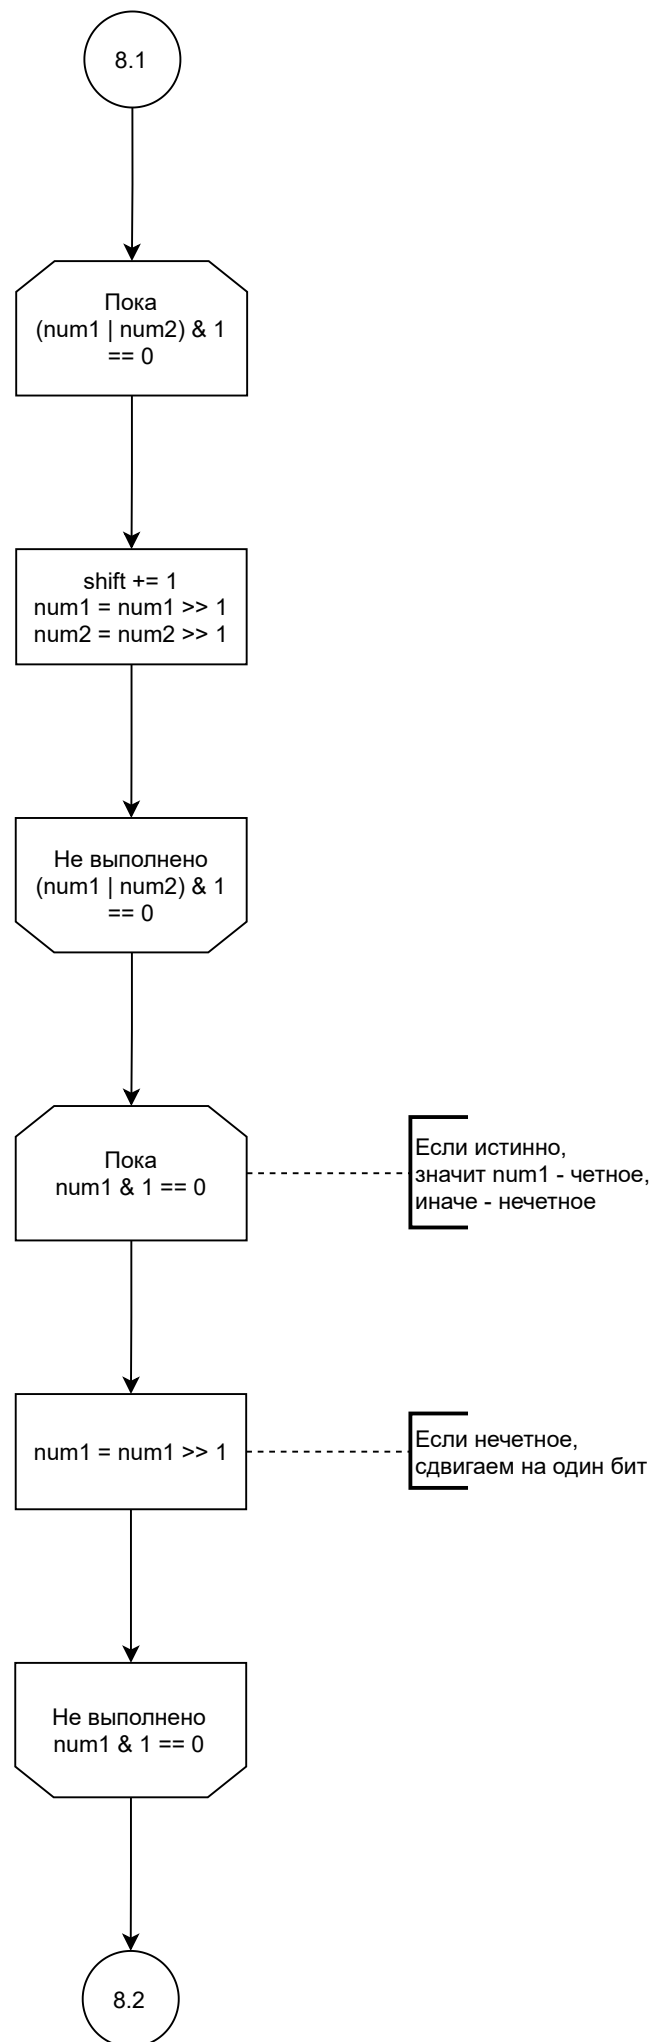 8.1
Пока
(num1 | num2) & 1
== 0
shift += 1
num1 = num1 >> 1
num2 = num2 >> 1
Не выполнено
(num1 | num2) & 1
== 0
Пока
num1 & 1 == 0
Если истинно,
значит num1 - четное,
иначе - нечетное
num1 = num1 >> 1
Если нечетное,
сдвигаем на один бит
Не выполнено
num1 & 1 == 0
8.2